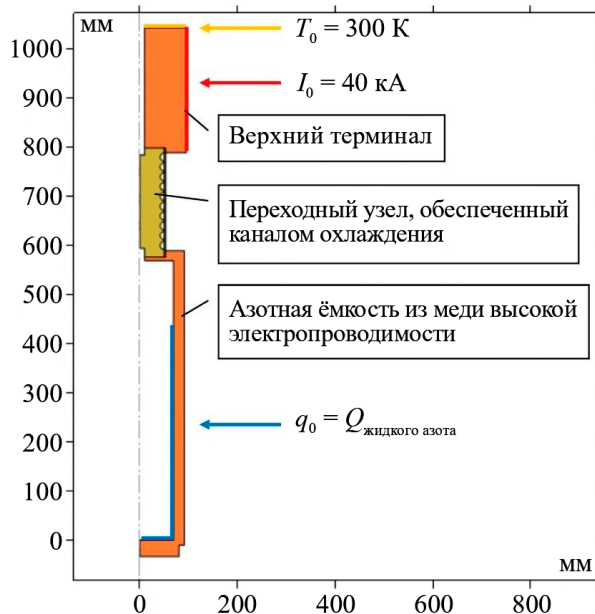 мм
T₀ = 300 К
1000
I₀ = 40 кА
900
Верхний терминал
800
700
Переходный узел, обеспеченный
каналом охлаждения
600
500
Азотная ёмкость из меди высокой
электропроводимости
400
300
q₀ = Qжидкого азота
200
100
0
мм
0 200 400 600 800